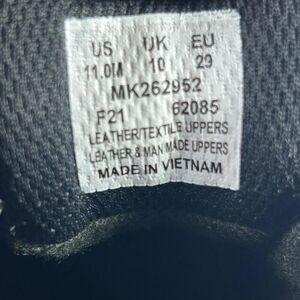 US UK EU
11.0M 10 29
MK262952
F21 62085
LEATHER/TEXTILE UPPERS
LEATHER & MAN MADE UPPERS
MADE IN VIETNAM